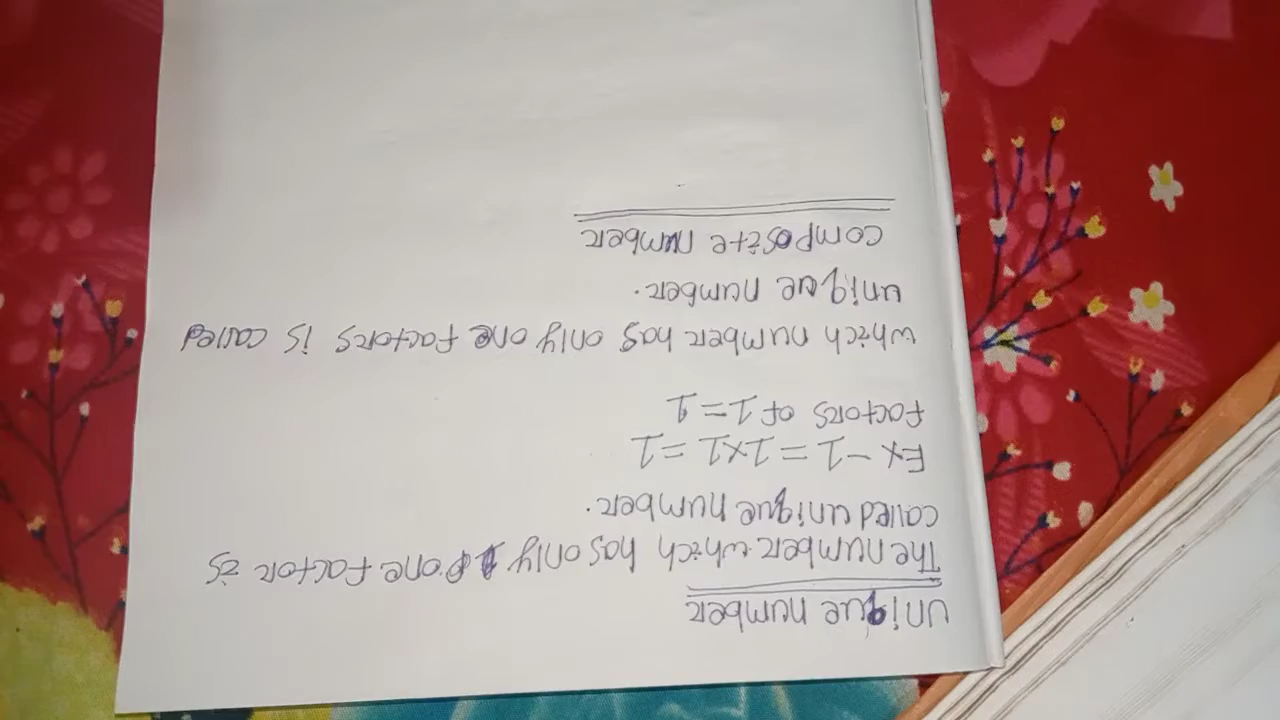 unique number
The number which has only one factor is
called unique number.
Ex - 1 = 1×1 = 1
factors of 1 = 1
which number has only one factors is called
unique number.
composite number